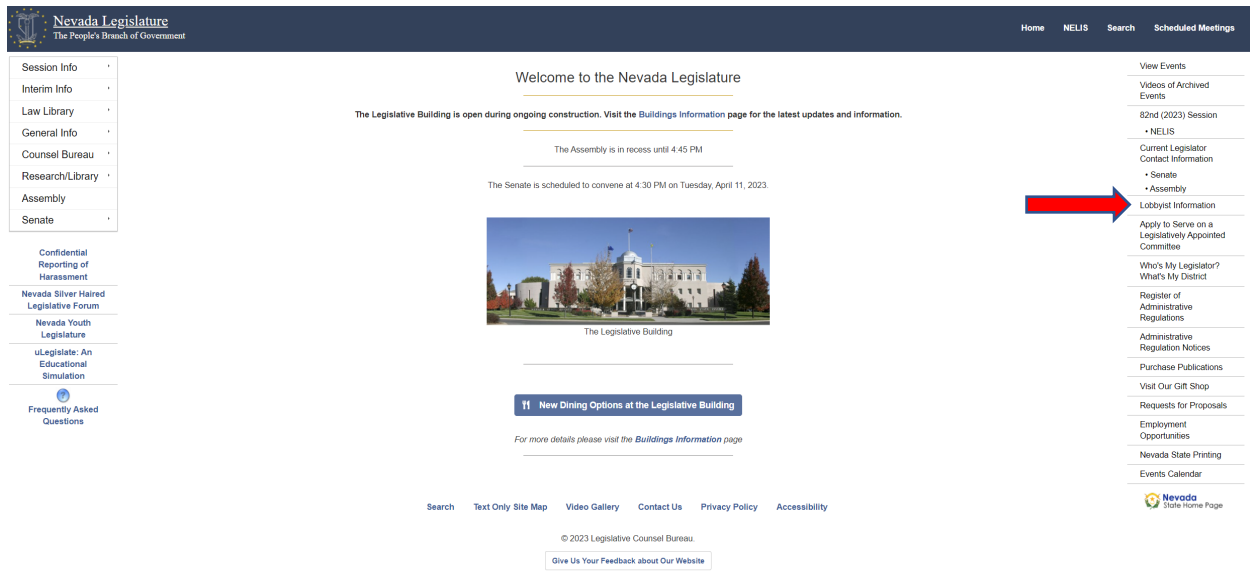 Nevada Legislature
The People's Branch of Government
Home NELIS Search Scheduled Meetings
Session Info
Interim Info
Law Library
General Info
Counsel Bureau
Research/Library
Assembly
Senate
Confidential
Reporting of
Harassment
Nevada Silver Haired
Legislative Forum
Nevada Youth
Legislature
uLegislate: An
Educational
Simulation
?
Frequently Asked
Questions
Welcome to the Nevada Legislature
The Legislative Building is open during ongoing construction. Visit the Buildings Information page for the latest updates and information.
The Assembly is in recess until 4:45 PM
The Senate is scheduled to convene at 4:30 PM on Tuesday, April 11, 2023.
The Legislative Building
New Dining Options at the Legislative Building
For more details please visit the Buildings Information page
View Events
Videos of Archived
Events
82nd (2023) Session
• NELIS
Current Legislator
Contact Information
• Senate
• Assembly
Lobbyist Information
Apply to Serve on a
Legislatively Appointed
Committee
Who's My Legislator?
What's My District
Register of
Administrative
Regulations
Administrative
Regulation Notices
Purchase Publications
Visit Our Gift Shop
Requests for Proposals
Employment
Opportunities
Nevada State Printing
Events Calendar
Nevada
State Home Page
Search Text Only Site Map Video Gallery Contact Us Privacy Policy Accessibility
© 2023 Legislative Counsel Bureau.
Give Us Your Feedback about Our Website